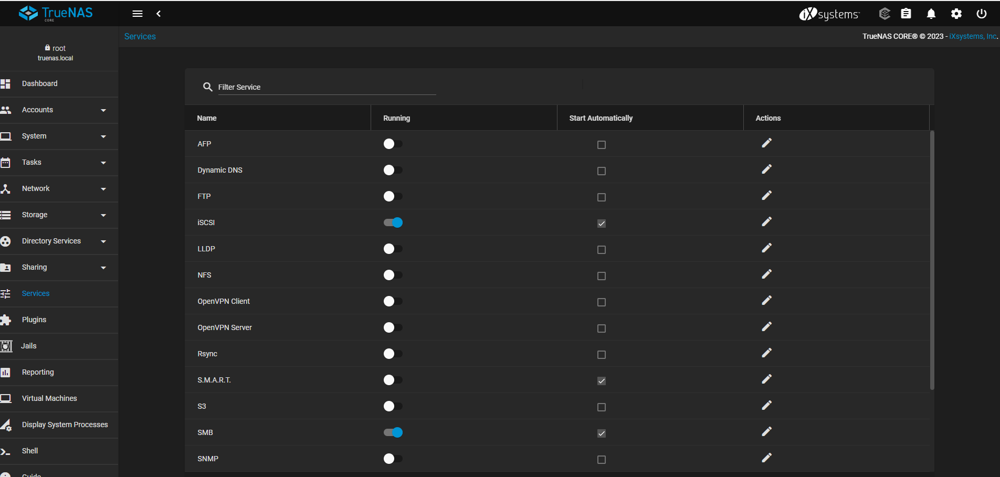 TrueNAS
CORE
iXsystems™
Services
TrueNAS CORE® © 2023 - iXsystems, Inc.
root
truenas.local
Dashboard
Accounts
System
Tasks
Network
Storage
Directory Services
Sharing
Services
Plugins
Jails
Reporting
Virtual Machines
Display System Processes
Shell
Guide
Filter Service
Name Running Start Automatically Actions
AFP
Dynamic DNS
FTP
iSCSI
LLDP
NFS
OpenVPN Client
OpenVPN Server
Rsync
S.M.A.R.T.
S3
SMB
SNMP